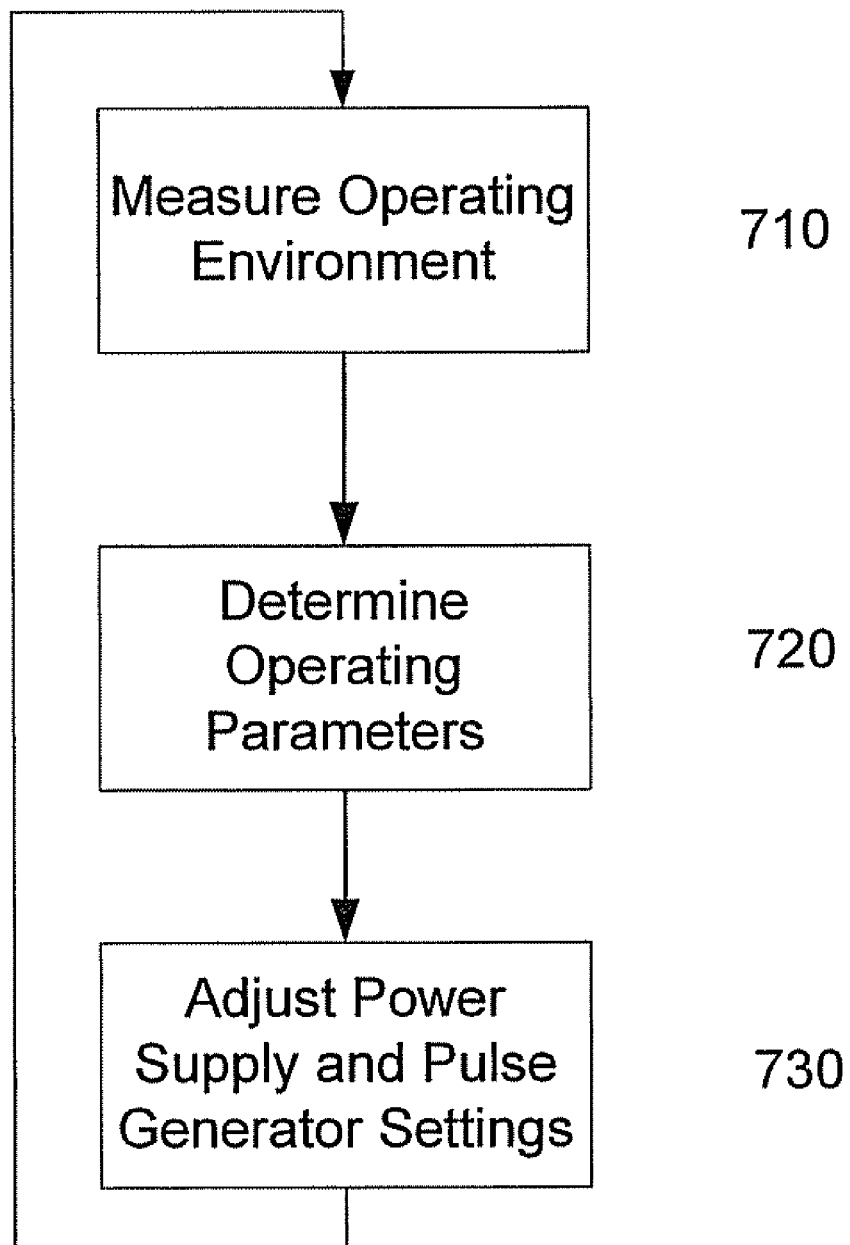 Measure Operating
Environment
710
Determine
Operating
Parameters
720
Adjust Power
Supply and Pulse
Generator Settings
730